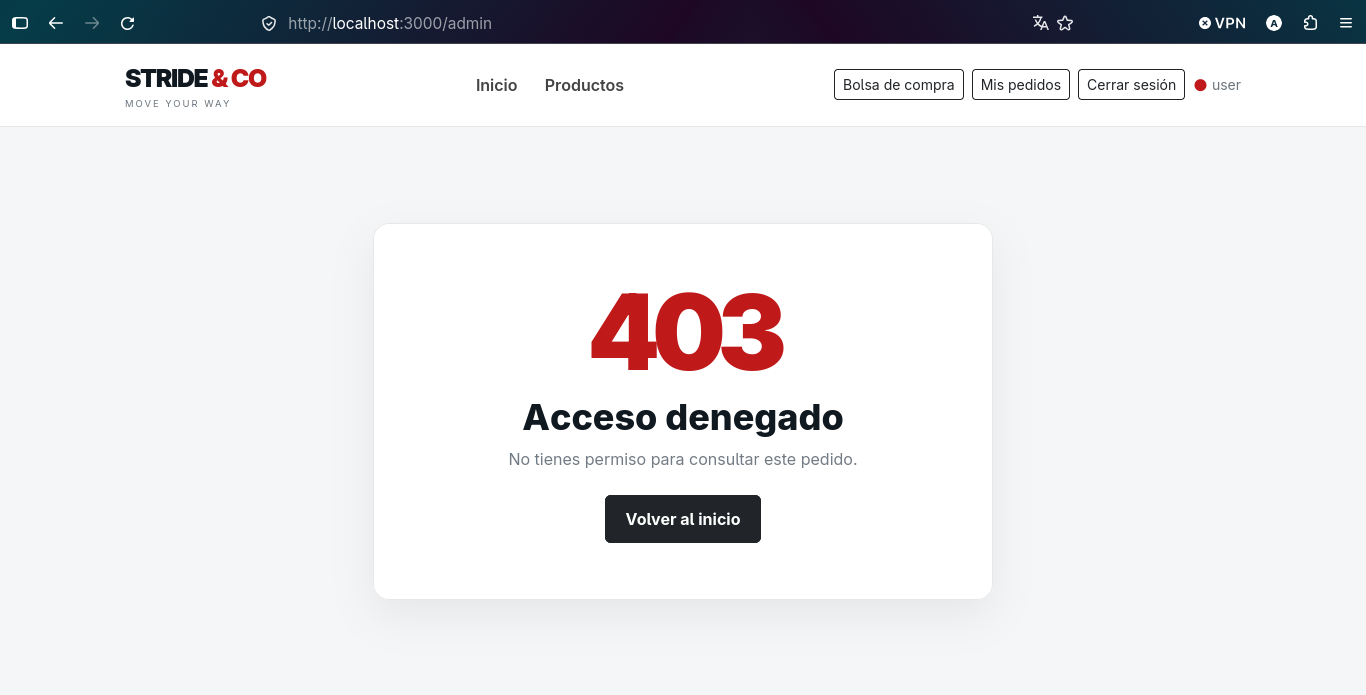 http://localhost:3000/admin
VPN
A
STRIDE & CO
MOVE YOUR WAY
Inicio
Productos
Bolsa de compra
Mis pedidos
Cerrar sesión
user
403
Acceso denegado
No tienes permiso para consultar este pedido.
Volver al inicio